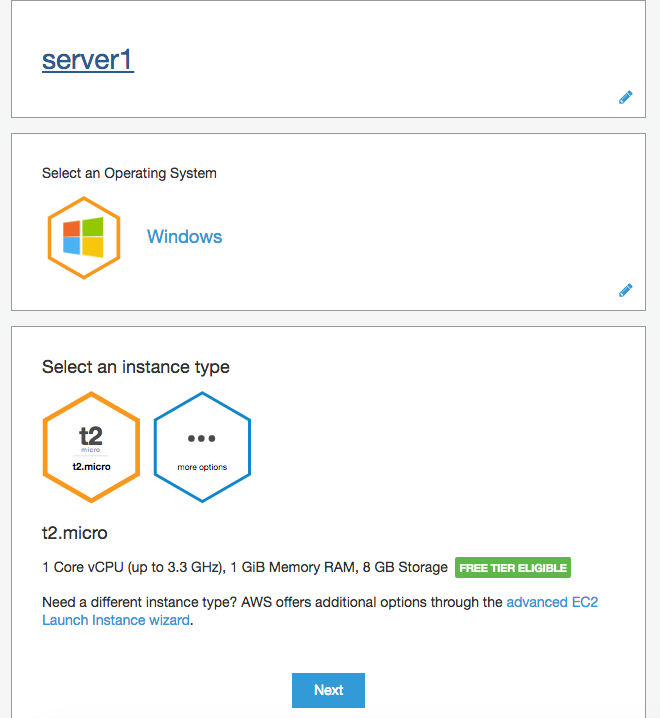 server1
Select an Operating System
Windows
Select an instance type
t2
micro
t2.micro
more options
t2.micro
1 Core vCPU (up to 3.3 GHz), 1 GiB Memory RAM, 8 GB Storage FREE TIER ELIGIBLE
Need a different instance type? AWS offers additional options through the advanced EC2
Launch Instance wizard.
Next